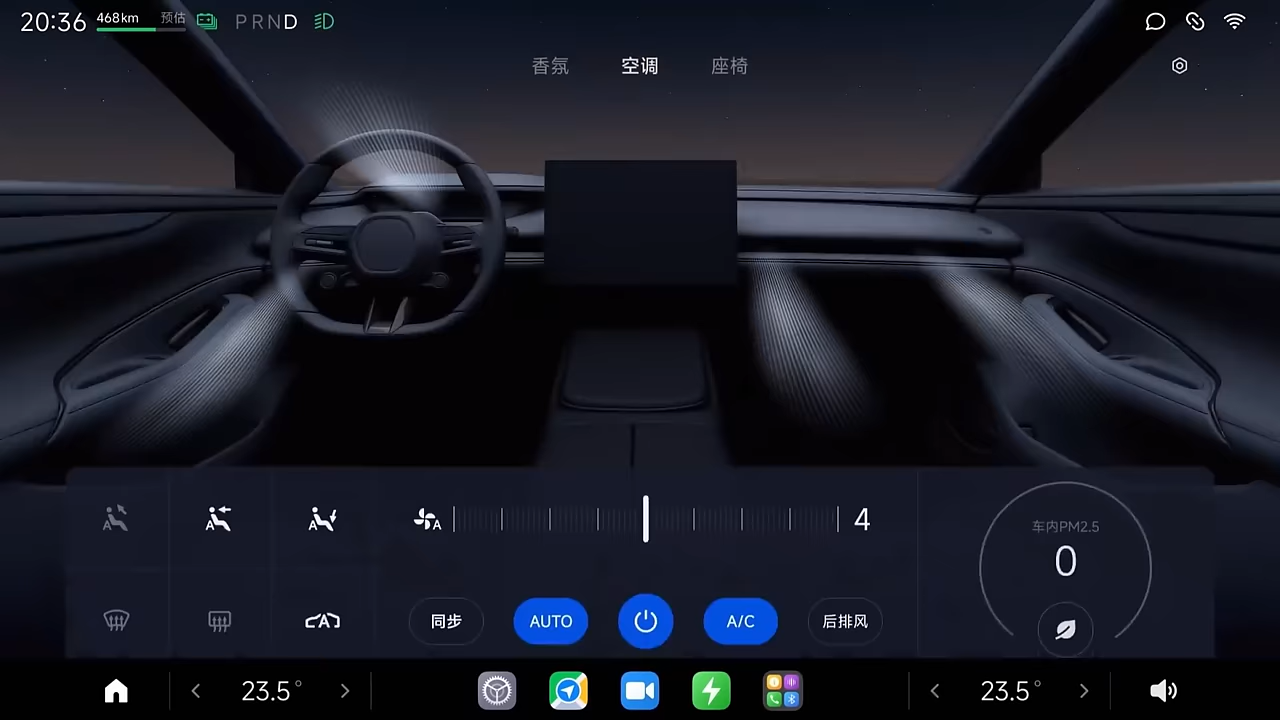 20:36 468km 预估 PRND
香氛 空调 座椅
A A A A 4
车内PM2.5
0
A
同步 AUTO A/C 后排风
23.5° 23.5°